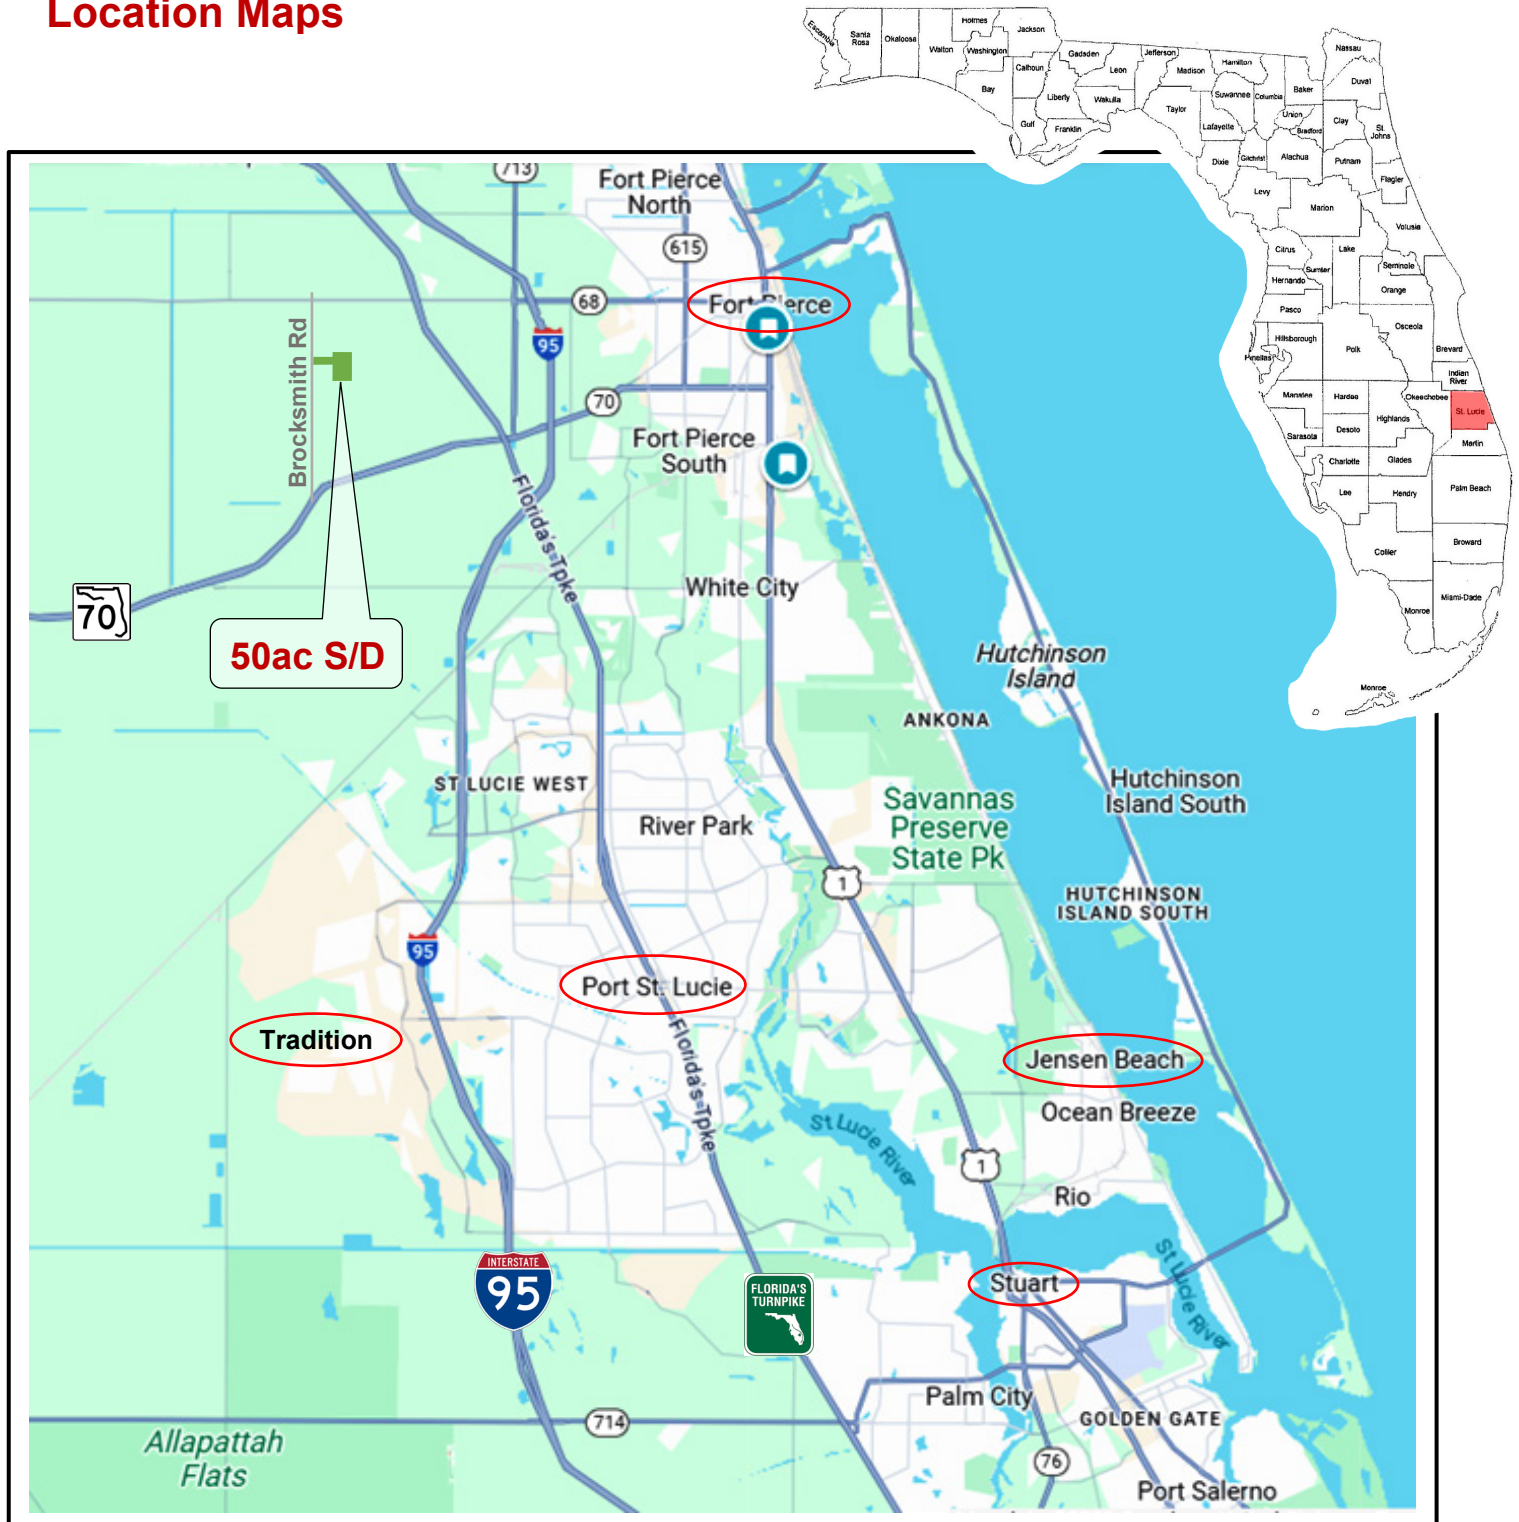 Location Maps
Escambia
Santa
Rosa
Okaloosa
Walton
Holmes
Washington
Jackson
Bay
Calhoun
Gulf
Liberty
Gadsden
Franklin
Leon
Wakulla
Jefferson
Madison
Taylor
Hamilton
Suwannee
Lafayette
Columbia
Dixie
Gilchrist
Baker
Union
Bradford
Alachua
Levy
Nassau
Duval
Clay
St.
Johns
Putnam
Flagler
Marion
Volusia
Citrus
Sumter
Lake
Hernando
Seminole
Orange
Pasco
Osceola
Hillsborough
Pinellas
Polk
Brevard
Indian
River
Manatee
Hardee
Okeechobee
Highlands
St. Lucie
Sarasota
Desoto
Martin
Charlotte
Glades
Lee
Hendry
Palm Beach
Collier
Broward
Monroe
Miami-Dade
Monroe
713
Fort Pierce
North
615
68
Fort Pierce
95
Brocksmith Rd
70
Fort Pierce
South
Florida's Tpke
White City
70
50ac S/D
Hutchinson
Island
ANKONA
ST LUCIE WEST
Hutchinson
Island South
Savannas
Preserve
State Pk
River Park
1
HUTCHINSON
ISLAND SOUTH
95
Port St. Lucie
Tradition
Florida's Tpke
Jensen Beach
Ocean Breeze
St Lucie River
1
Rio
St Lucie River
INTERSTATE
95
FLORIDA'S
TURNPIKE
Stuart
Palm City
714
GOLDEN GATE
Allapattah
Flats
76
Port Salerno